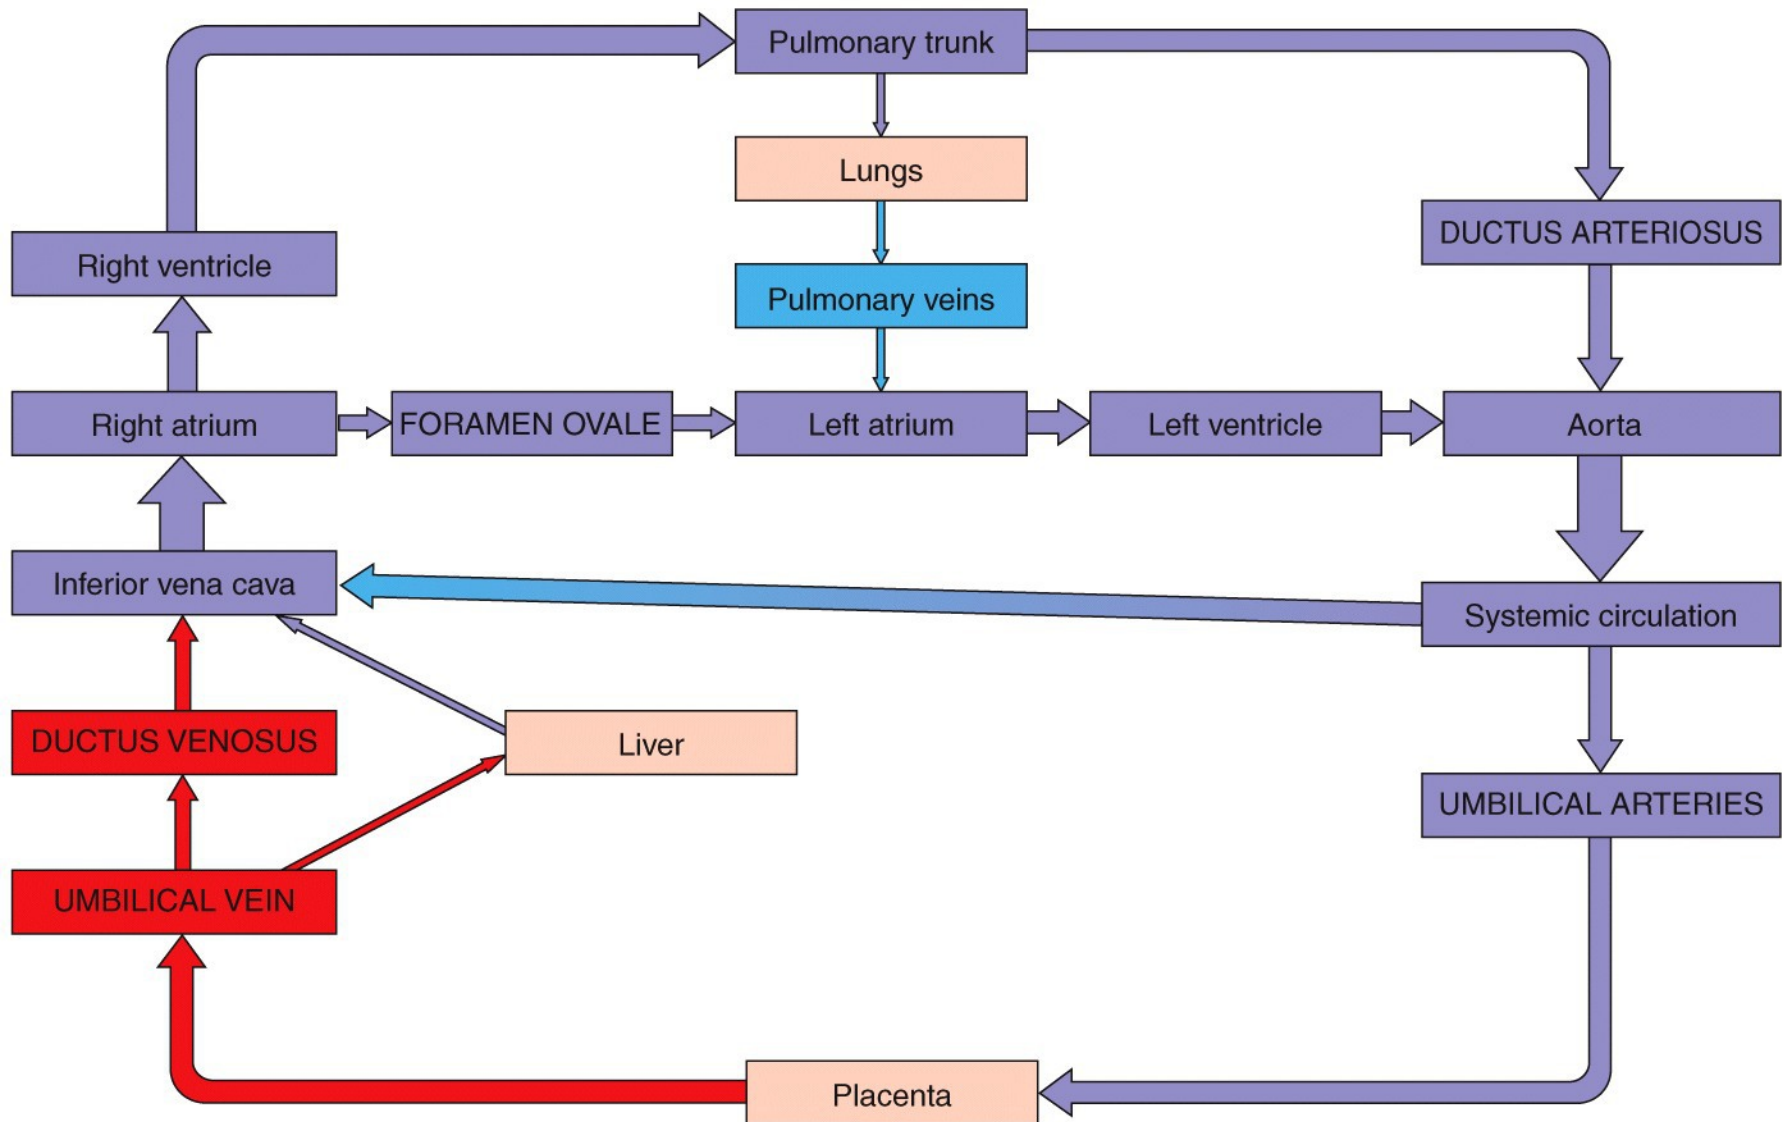 Pulmonary trunk
Lungs
DUCTUS ARTERIOSUS
Right ventricle
Pulmonary veins
Right atrium
FORAMEN OVALE
Left atrium
Left ventricle
Aorta
Inferior vena cava
Systemic circulation
DUCTUS VENOSUS
Liver
UMBILICAL ARTERIES
UMBILICAL VEIN
Placenta